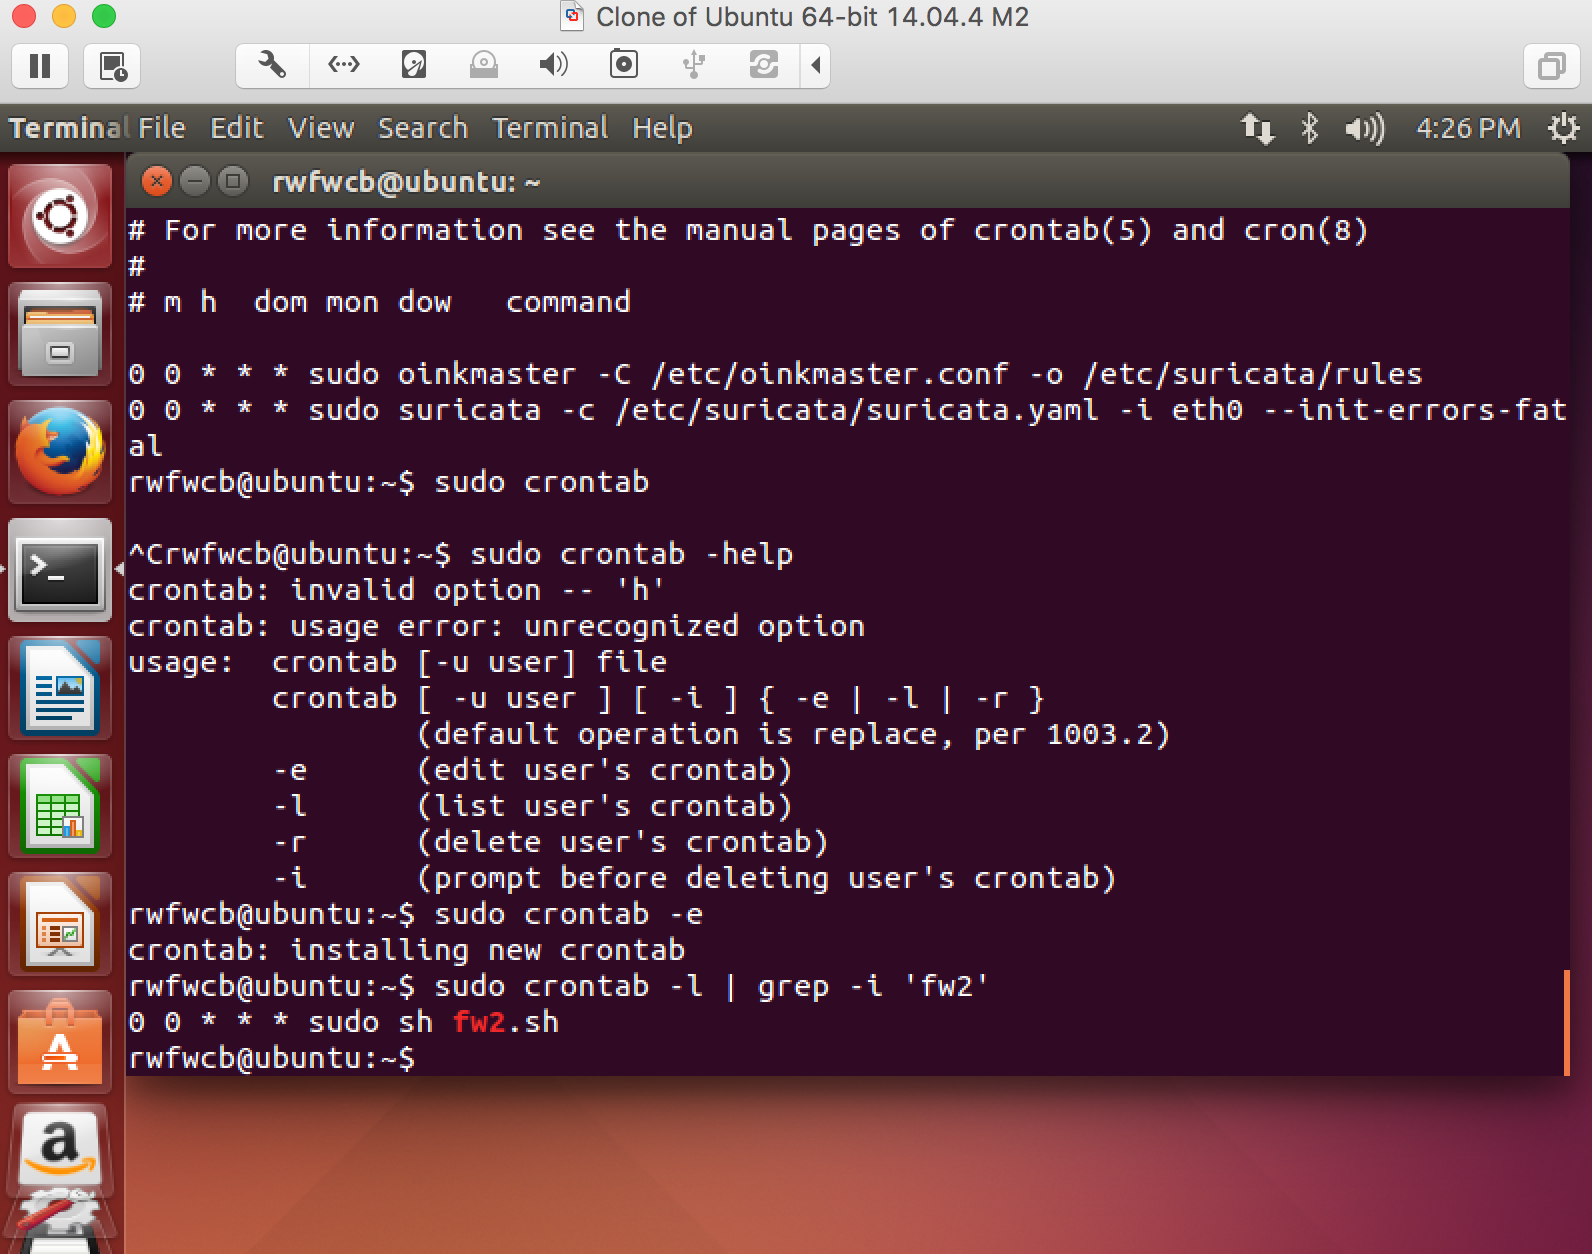 Clone of Ubuntu 64-bit 14.04.4 M2
Terminal File Edit View Search Terminal Help 4:26 PM
rwfwcb@ubuntu: ~
# For more information see the manual pages of crontab(5) and cron(8)
#
# m h  dom mon dow   command
0 0 * * * sudo oinkmaster -C /etc/oinkmaster.conf -o /etc/suricata/rules
0 0 * * * sudo suricata -c /etc/suricata/suricata.yaml -i eth0 --init-errors-fat
al
rwfwcb@ubuntu:~$ sudo crontab
^Crwfwcb@ubuntu:~$ sudo crontab -help
crontab: invalid option -- 'h'
crontab: usage error: unrecognized option
usage:  crontab [-u user] file
        crontab [ -u user ] [ -i ] { -e | -l | -r }
                (default operation is replace, per 1003.2)
        -e      (edit user's crontab)
        -l      (list user's crontab)
        -r      (delete user's crontab)
        -i      (prompt before deleting user's crontab)
rwfwcb@ubuntu:~$ sudo crontab -e
crontab: installing new crontab
rwfwcb@ubuntu:~$ sudo crontab -l | grep -i 'fw2'
0 0 * * * sudo sh fw2.sh
rwfwcb@ubuntu:~$